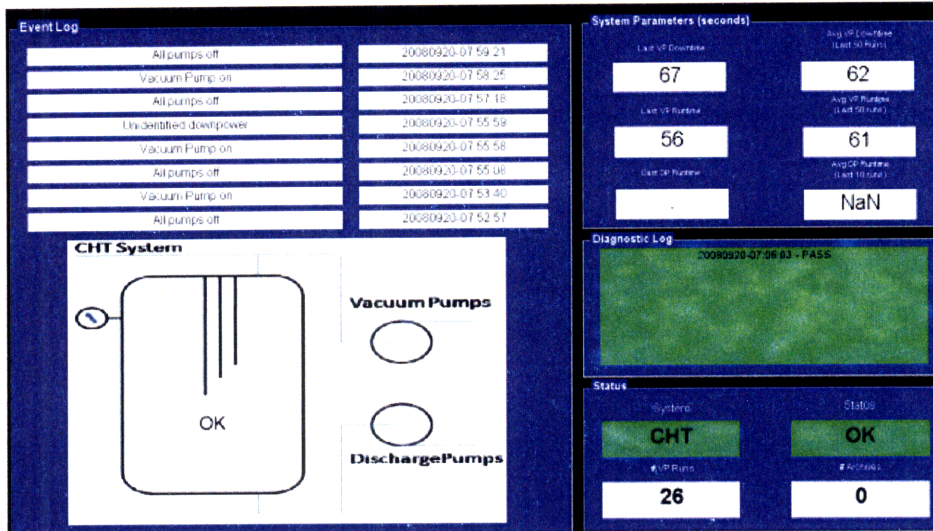 Event Log
All pumps off 20080920-07:59:21
Vacuum Pump on 20080920-07:58:25
All pumps off 20080920-07:57:18
Unidentified downpower 20080920-07:55:59
Vacuum Pump on 20080920-07:55:58
All pumps off 20080920-07:55:08
Vacuum Pump on 20080920-07:53:40
All pumps off 20080920-07:52:57
CHT System
OK
Vacuum Pumps
DischargePumps
System Parameters (seconds)
Last VP Downtime
67
Avg VP Downtime
(Last 50 Runs)
62
Last VP Runtime
56
Avg VP Runtime
(Last 50 runs)
61
Last DP Runtime
.
Avg DP Runtime
(Last 10 runs)
NaN
Diagnostic Log
20080920-07:06:03 - PASS
Status
System
CHT
Status
OK
# VP Runs
26
# Archives
0